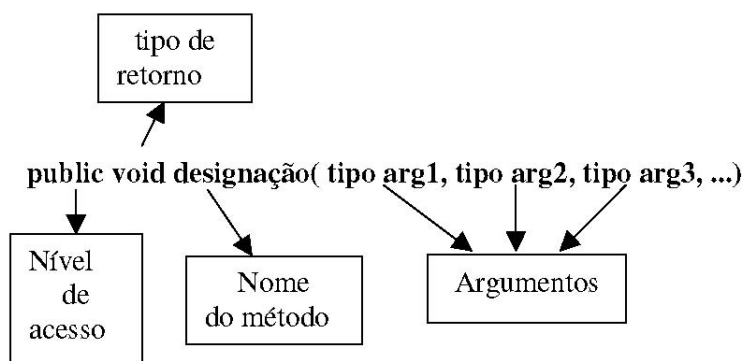 tipo de
retorno
public void designação( tipo arg1, tipo arg2, tipo arg3, ...)
Nível
de
acesso
Nome
do método
Argumentos